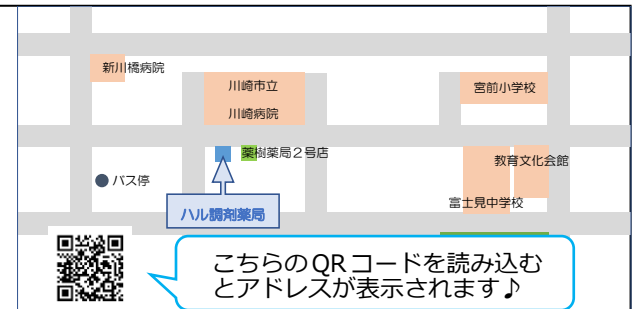 新川橋病院
川崎市立
川崎病院
宮前小学校
薬樹薬局２号店
教育文化会館
バス停
富士見中学校
ハル調剤薬局
こちらのQRコードを読み込む
とアドレスが表示されます♪